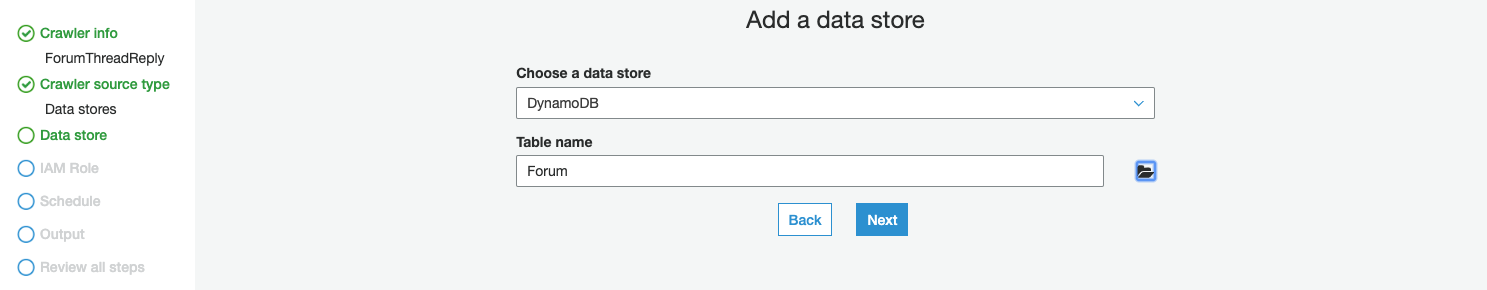 Crawler info
ForumThreadReply
Crawler source type
Data stores
Data store
IAM Role
Schedule
Output
Review all steps
Add a data store
Choose a data store
DynamoDB
Table name
Forum
Back Next